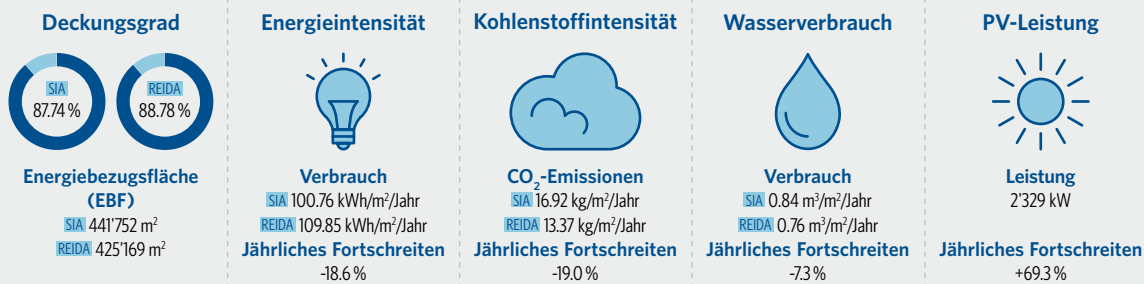 Deckungsgrad
SIA
87.74 %
REIDA
88.78 %
Energiebezugsfläche
(EBF)
SIA 441'752 m²
REIDA 425'169 m²
Energieintensität
Verbrauch
SIA 100.76 kWh/m²/Jahr
REIDA 109.85 kWh/m²/Jahr
Jährliches Fortschreiten
-18.6 %
Kohlenstoffintensität
CO₂-Emissionen
SIA 16.92 kg/m²/Jahr
REIDA 13.37 kg/m²/Jahr
Jährliches Fortschreiten
-19.0 %
Wasserverbrauch
Verbrauch
SIA 0.84 m³/m²/Jahr
REIDA 0.76 m³/m²/Jahr
Jährliches Fortschreiten
-7.3 %
PV-Leistung
Leistung
2'329 kW
Jährliches Fortschreiten
+69.3 %